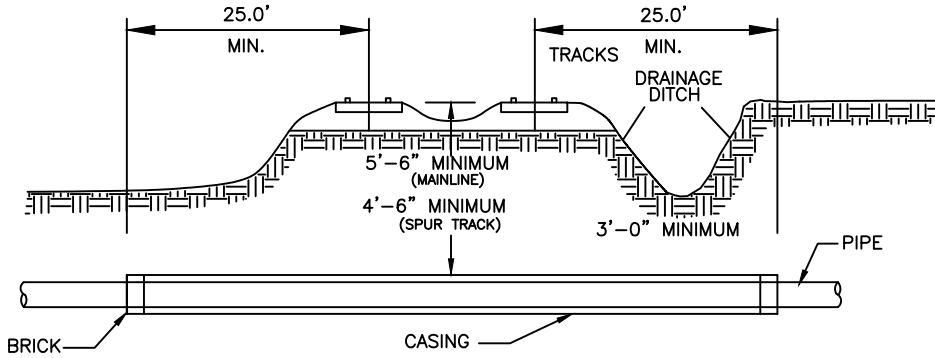 25.0'
MIN.
25.0'
MIN.
TRACKS
DRAINAGE
DITCH
5'-6" MINIMUM
(MAINLINE)
4'-6" MINIMUM
(SPUR TRACK)
3'-0" MINIMUM
PIPE
BRICK
CASING